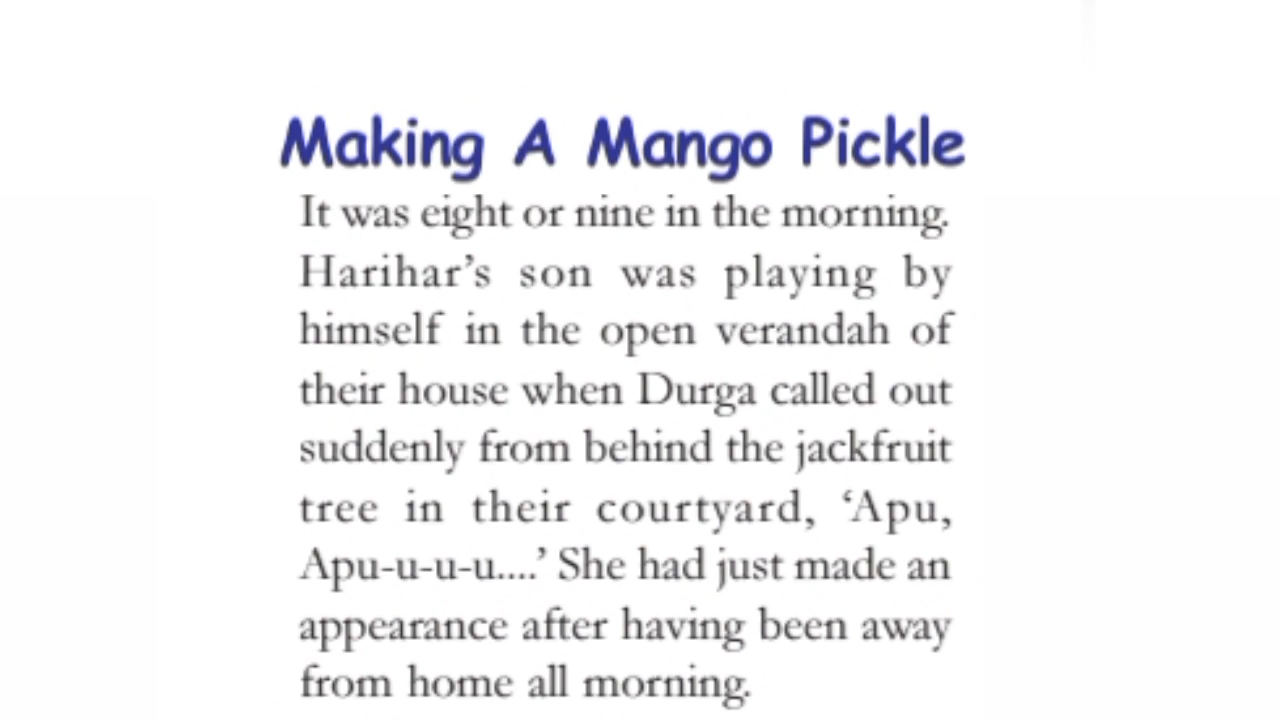 Making A Mango Pickle
It was eight or nine in the morning.
Harihar’s son was playing by
himself in the open verandah of
their house when Durga called out
suddenly from behind the jackfruit
tree in their courtyard, ‘Apu,
Apu-u-u-u....’ She had just made an
appearance after having been away
from home all morning.